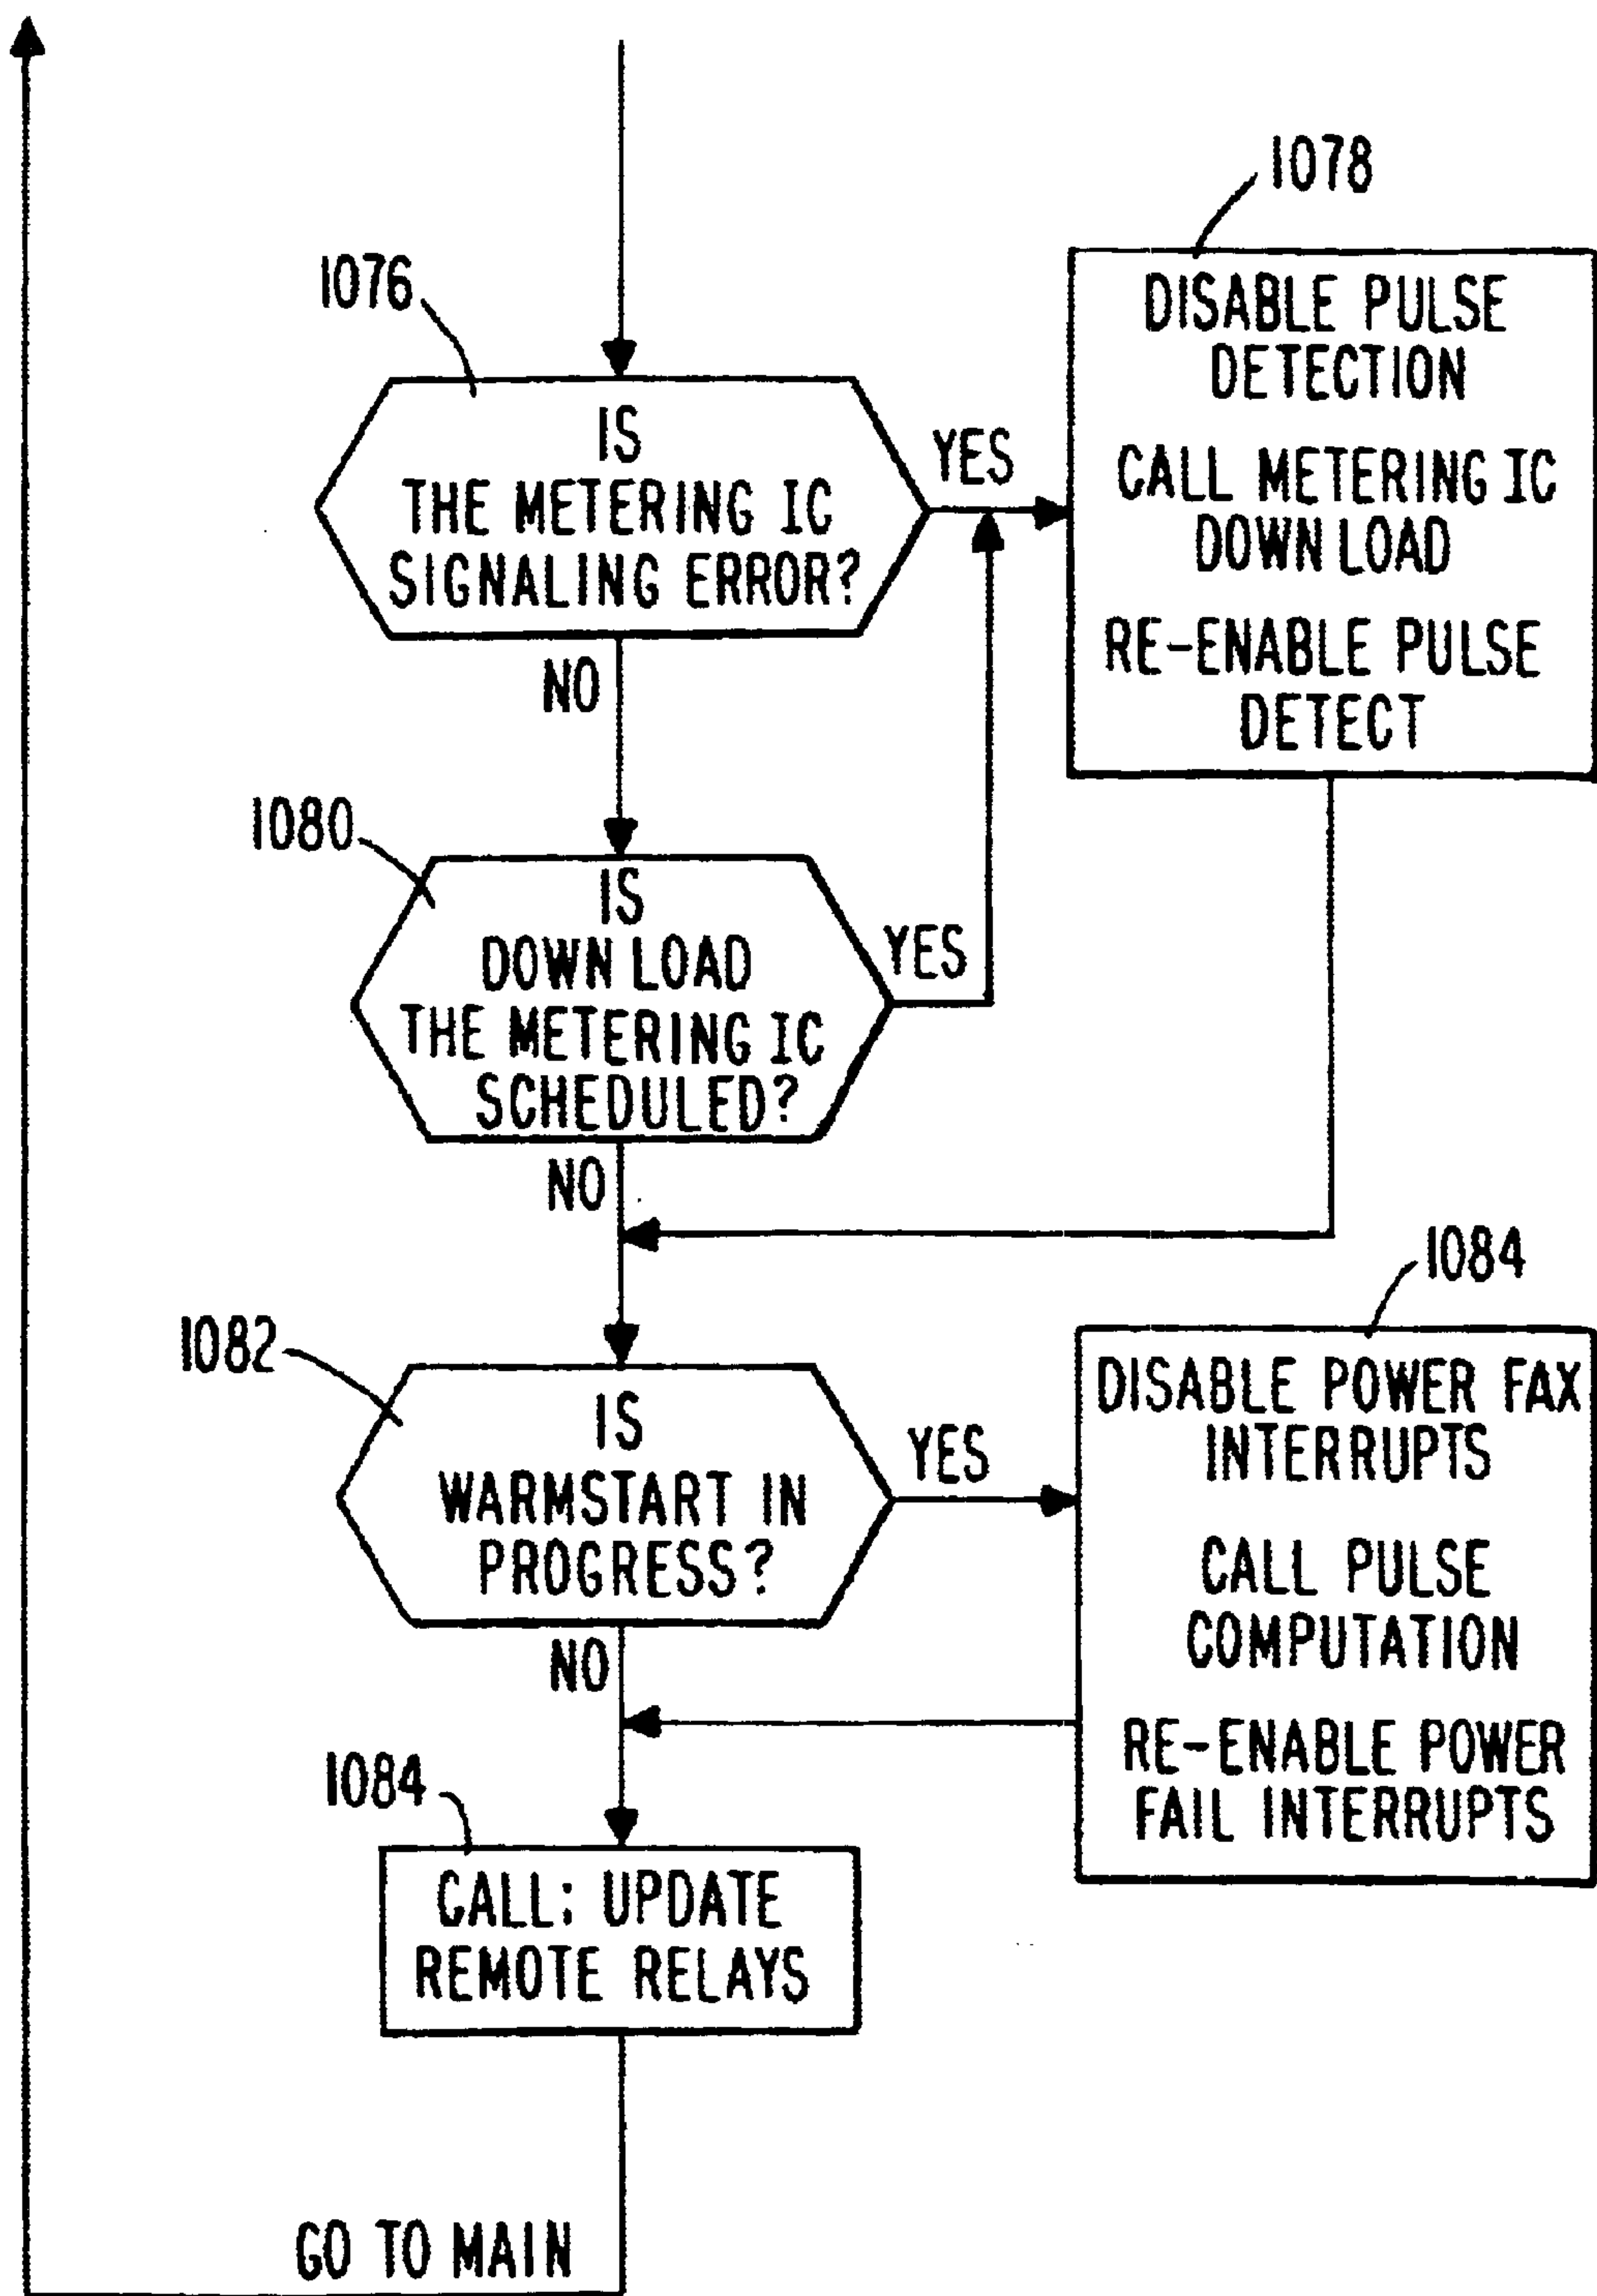 1078
DISABLE PULSE
DETECTION
CALL METERING IC
DOWN LOAD
RE-ENABLE PULSE
DETECT
1076
IS
THE METERING IC
SIGNALING ERROR?
YES
NO
1080
IS
DOWN LOAD
THE METERING IC
SCHEDULED?
YES
NO
1082
IS
WARMSTART IN
PROGRESS?
YES
NO
1084
DISABLE POWER FAX
INTERRUPTS
CALL PULSE
COMPUTATION
RE-ENABLE POWER
FAIL INTERRUPTS
1084
CALL: UPDATE
REMOTE RELAYS
GO TO MAIN